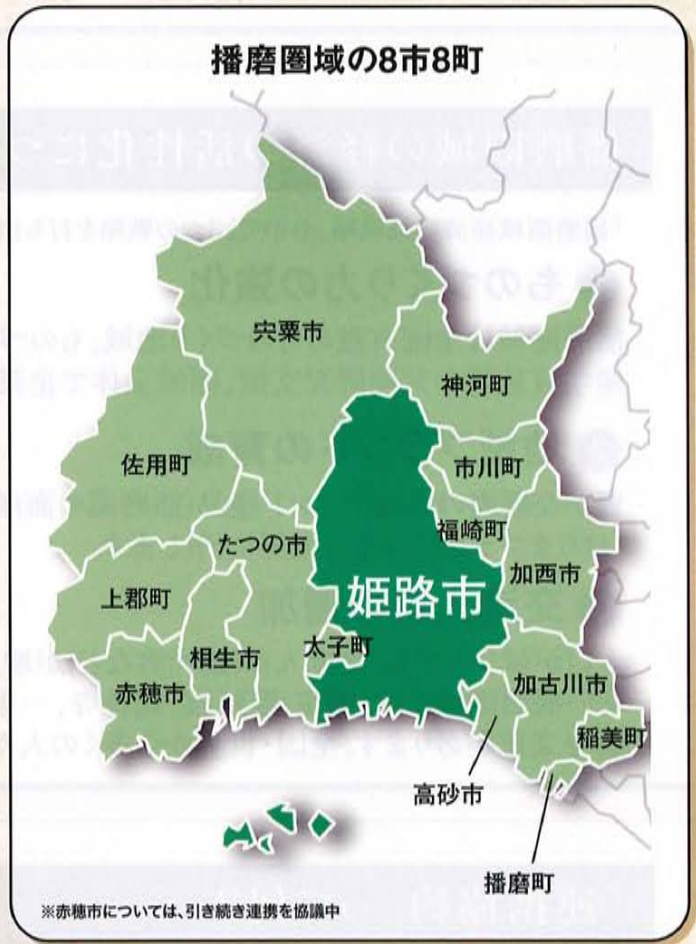 播磨圏域の8市8町
宍粟市
神河町
佐用町
市川町
福崎町
たつの市
加西市
上郡町
姫路市
太子町
相生市
赤穂市
加古川市
稲美町
高砂市
播磨町
※赤穂市については、引き続き連携を協議中